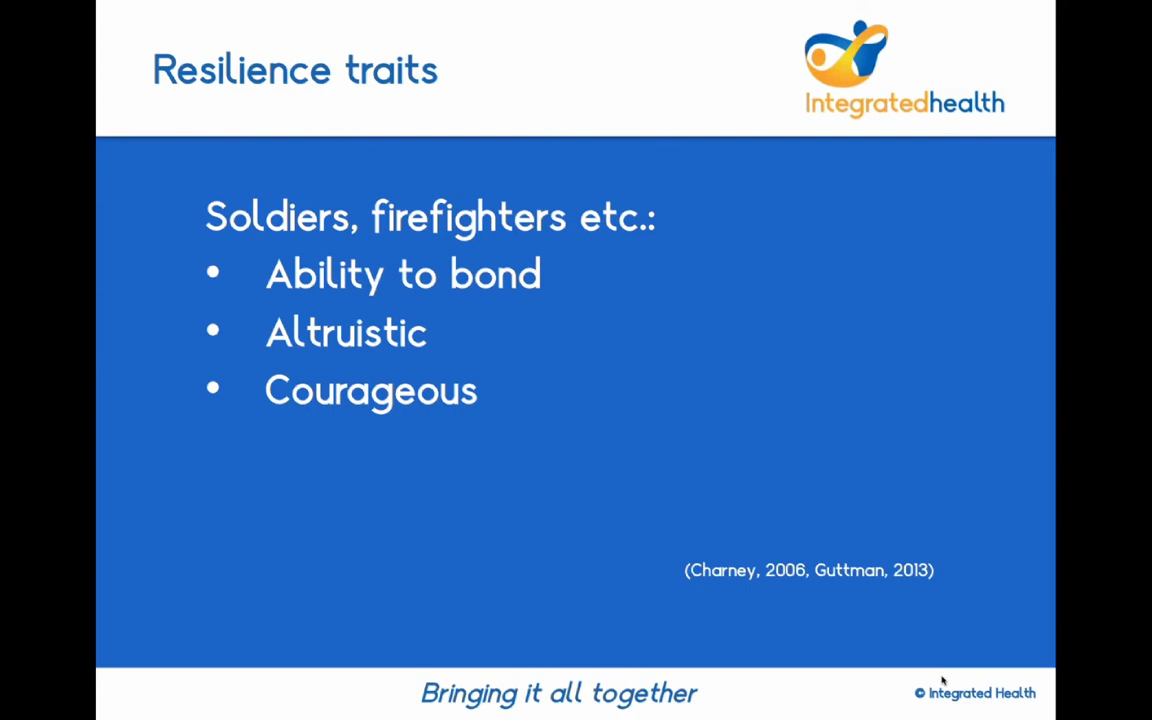 Resilience traits
Integratedhealth
Soldiers, firefighters etc.:
• Ability to bond
• Altruistic
• Courageous
(Charney, 2006, Guttman, 2013)
Bringing it all together
© Integrated Health